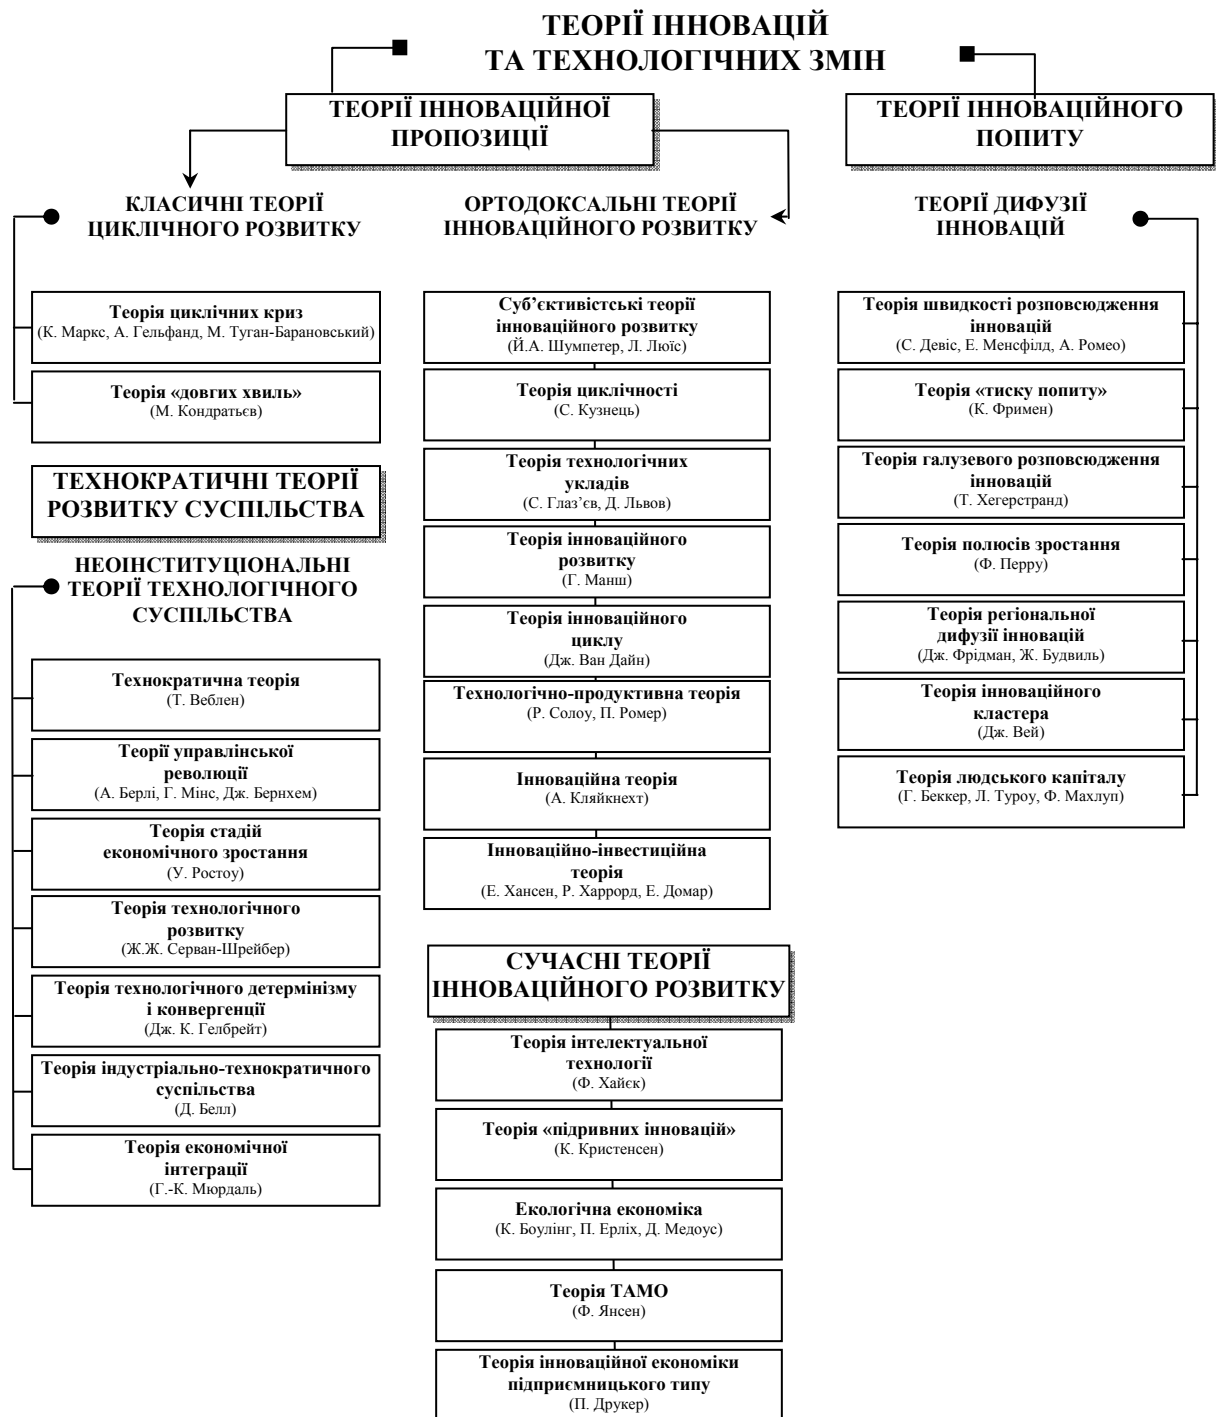 ТЕОРІЇ ІННОВАЦІЙ
ТА ТЕХНОЛОГІЧНИХ ЗМІН
ТЕОРІЇ ІННОВАЦІЙНОЇ
ПРОПОЗИЦІЇ
ТЕОРІЇ ІННОВАЦІЙНОГО
ПОПИТУ
КЛАСИЧНІ ТЕОРІЇ
ЦИКЛІЧНОГО РОЗВИТКУ
Теорія циклічних криз
(К. Маркс, А. Гельфанд, М. Туган-Барановський)
Теорія «довгих хвиль»
(М. Кондратьєв)
ТЕХНОКРАТИЧНІ ТЕОРІЇ
РОЗВИТКУ СУСПІЛЬСТВА
НЕОІНСТИТУЦІОНАЛЬНІ
ТЕОРІЇ ТЕХНОЛОГІЧНОГО
СУСПІЛЬСТВА
Технократична теорія
(Т. Веблен)
Теорії управлінської
революції
(А. Берлі, Г. Мінс, Дж. Бернхем)
Теорія стадій
економічного зростання
(У. Ростоу)
Теорія технологічного
розвитку
(Ж.Ж. Серван-Шрейбер)
Теорія технологічного детермінізму
і конвергенції
(Дж. К. Гелбрейт)
Теорія індустріально-технократичного
суспільства
(Д. Белл)
Теорія економічної
інтеграції
(Г.-К. Мюрдаль)
ОРТОДОКСАЛЬНІ ТЕОРІЇ
ІННОВАЦІЙНОГО РОЗВИТКУ
Суб’єктивістські теорії
інноваційного розвитку
(Й.А. Шумпетер, Л. Люїс)
Теорія циклічності
(С. Кузнець)
Теорія технологічних
укладів
(С. Глаз’єв, Д. Львов)
Теорія інноваційного
розвитку
(Г. Манш)
Теорія інноваційного
циклу
(Дж. Ван Дайн)
Технологічно-продуктивна теорія
(Р. Солоу, П. Ромер)
Інноваційна теорія
(А. Кляйкнехт)
Інноваційно-інвестиційна
теорія
(Е. Хансен, Р. Харрорд, Е. Домар)
СУЧАСНІ ТЕОРІЇ
ІННОВАЦІЙНОГО РОЗВИТКУ
Теорія інтелектуальної
технології
(Ф. Хайєк)
Теорія «підривних інновацій»
(К. Кристенсен)
Екологічна економіка
(К. Боулінг, П. Ерліх, Д. Медоус)
Теорія ТАМО
(Ф. Янсен)
Теорія інноваційної економіки
підприємницького типу
(П. Друкер)
ТЕОРІЇ ДИФУЗІЇ
ІННОВАЦІЙ
Теорія швидкості розповсюдження
інновацій
(С. Девіс, Е. Менсфілд, А. Ромео)
Теорія «тиску попиту»
(К. Фримен)
Теорія галузевого розповсюдження
інновацій
(Т. Хегерстранд)
Теорія полюсів зростання
(Ф. Перру)
Теорія регіональної
дифузії інновацій
(Дж. Фрідман, Ж. Будвиль)
Теорія інноваційного
кластера
(Дж. Вей)
Теорія людського капіталу
(Г. Беккер, Л. Туроу, Ф. Махлуп)